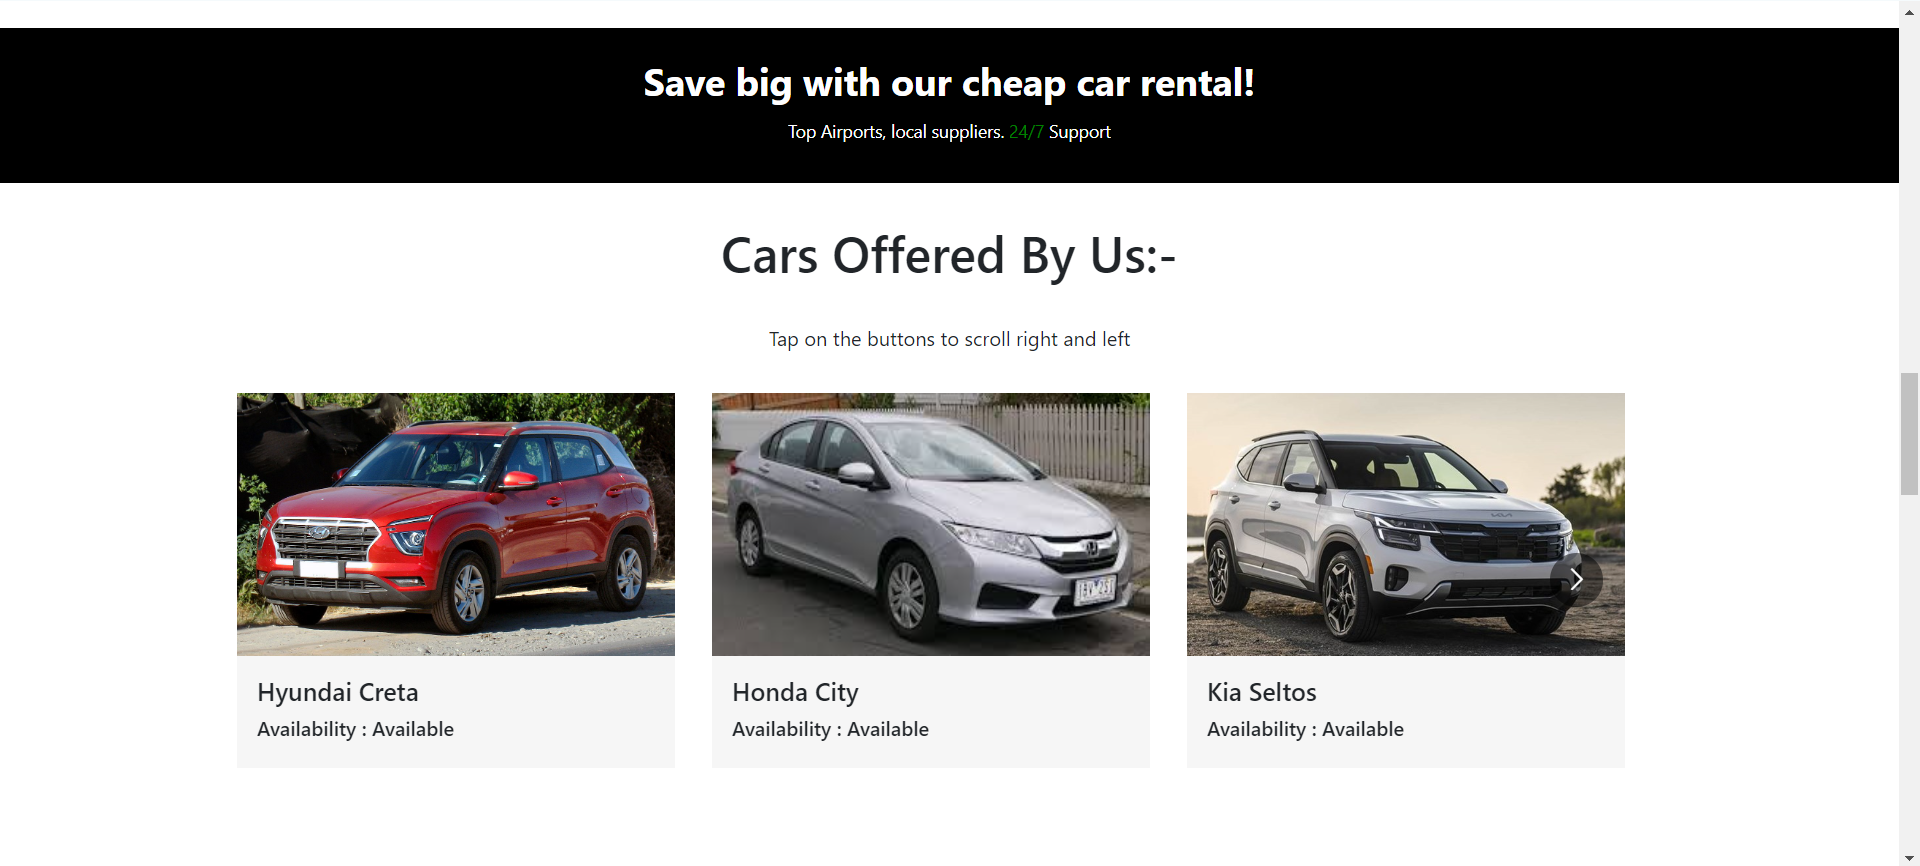 Save big with our cheap car rental!
Top Airports, local suppliers. 24/7 Support
Cars Offered By Us:-
Tap on the buttons to scroll right and left
Hyundai Creta
Availability : Available
Honda City
Availability : Available
Kia Seltos
Availability : Available